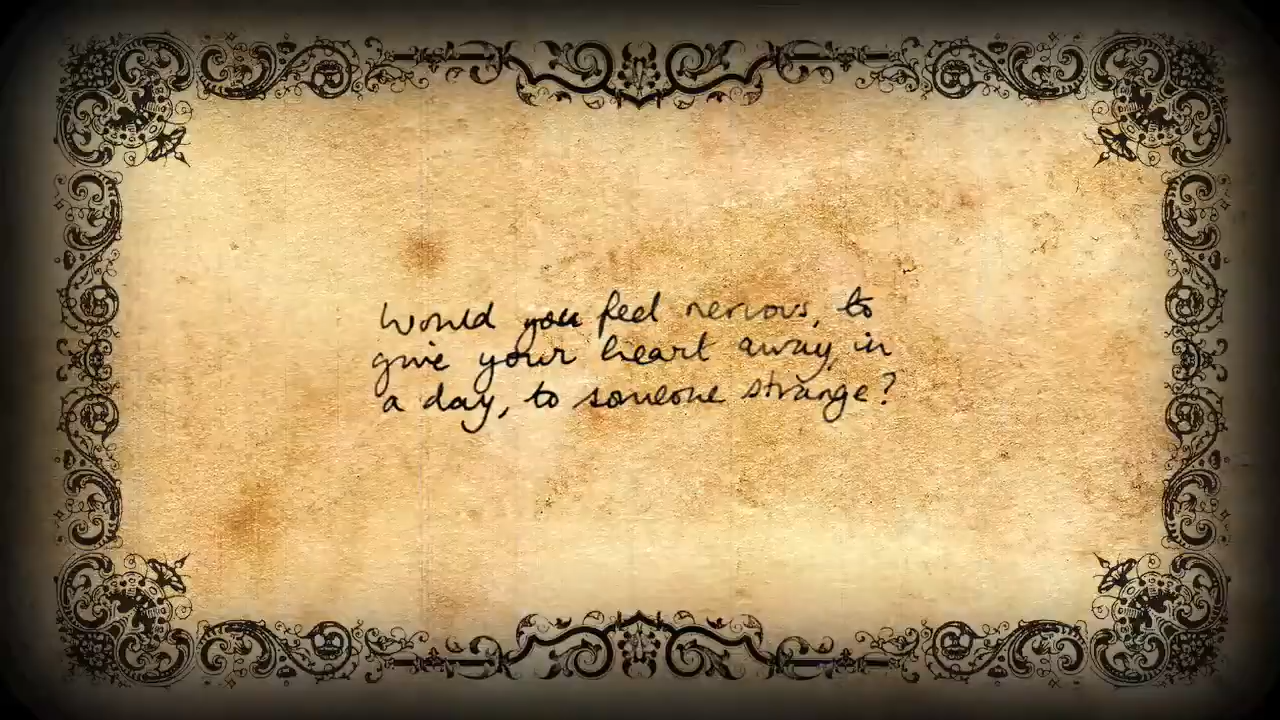 Would you feel nervous, to
give your heart away, in
a day, to someone strange?